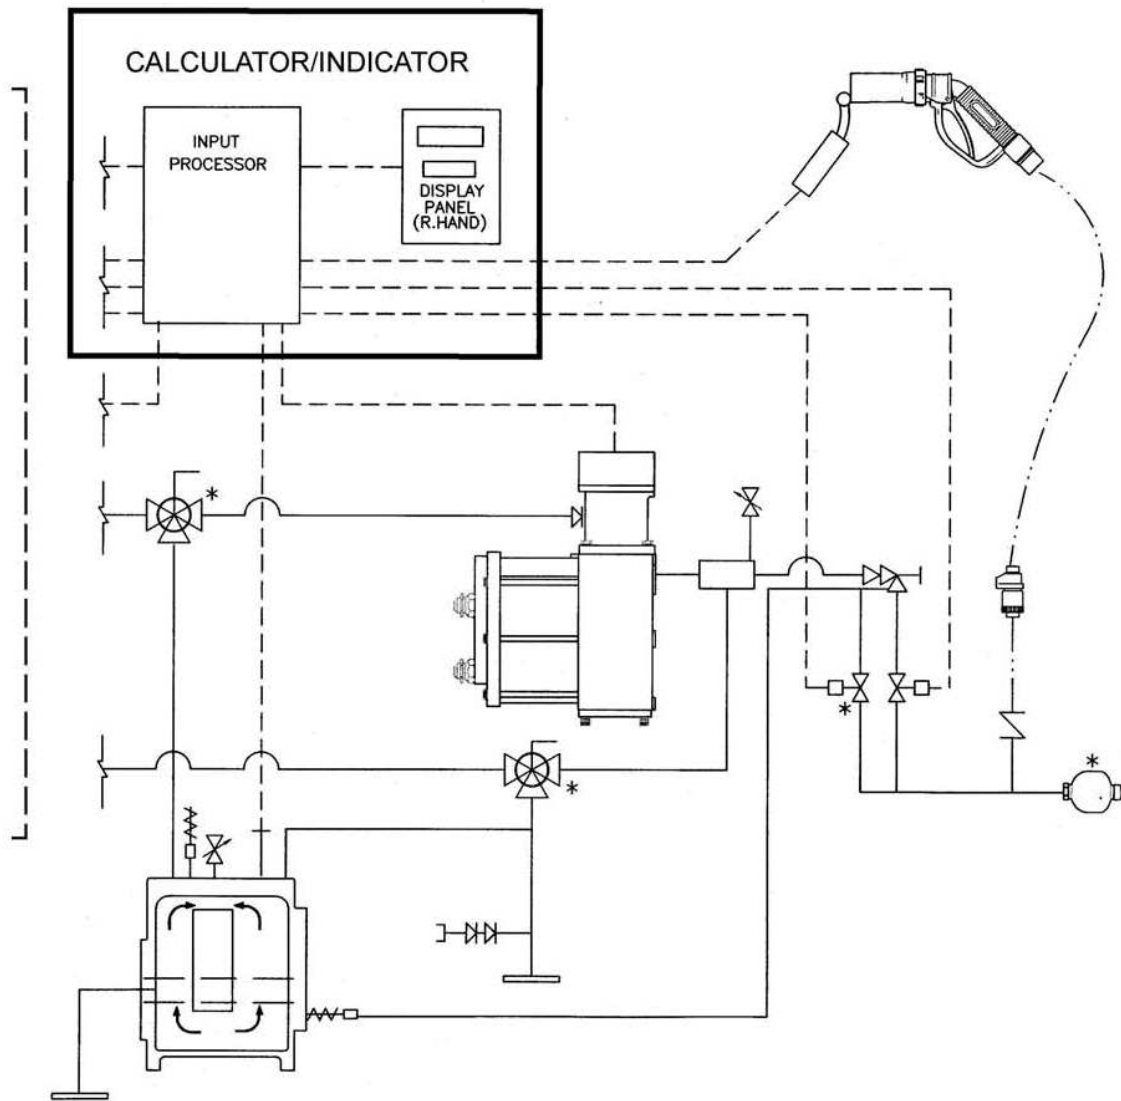 CALCULATOR/INDICATOR
INPUT
PROCESSOR
DISPLAY
PANEL
(R.HAND)
*
*
*
*